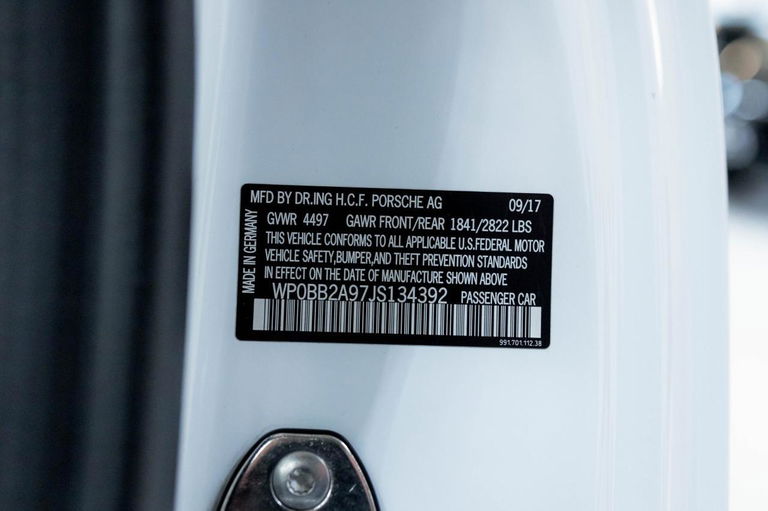 MFD BY DR.ING H.C.F. PORSCHE AG 09/17
GVWR 4497 GAWR FRONT/REAR 1841/2822 LBS
THIS VEHICLE CONFORMS TO ALL APPLICABLE U.S.FEDERAL MOTOR
VEHICLE SAFETY,BUMPER,AND THEFT PREVENTION STANDARDS
IN EFFECT ON THE DATE OF MANUFACTURE SHOWN ABOVE
WP0BB2A97JS134392 PASSENGER CAR
991.701.112.38
MADE IN GERMANY